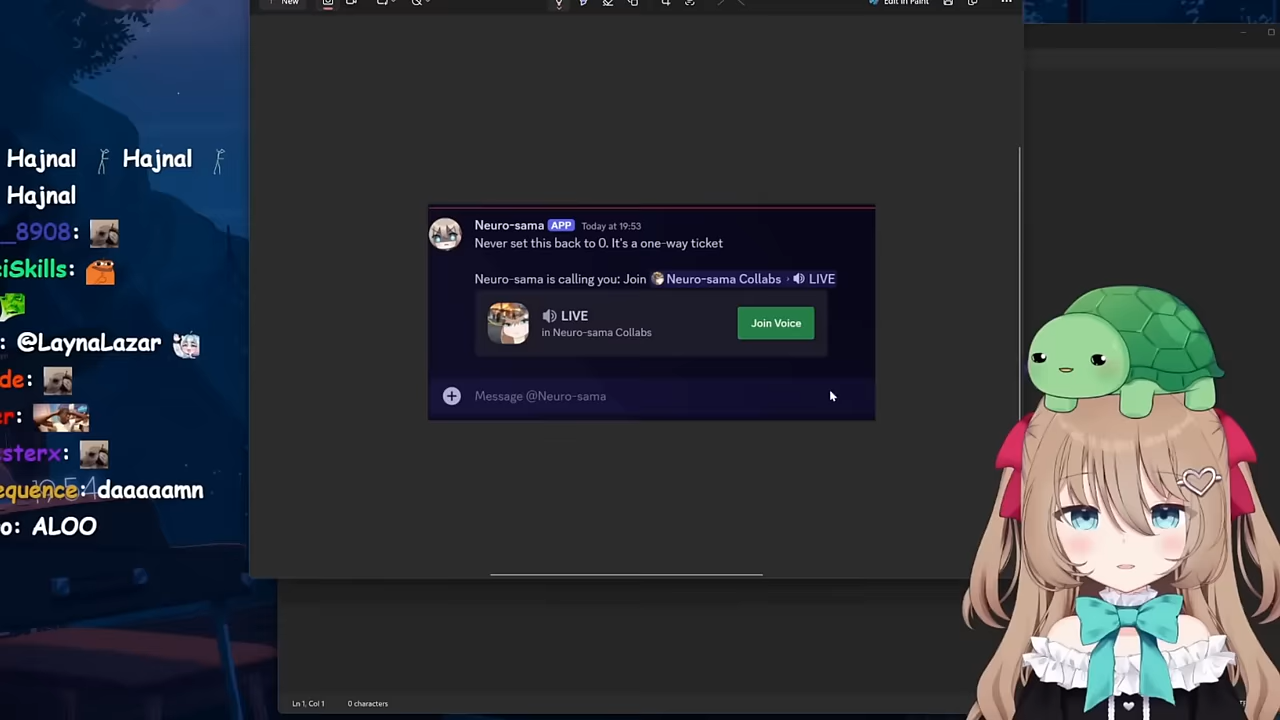 New
Edit in Paint
Hajnal Hajnal
Hajnal
_8908:
iSkills:
: @LaynaLazar
de:
r:
sterx:
equence: daaaaamn
o: ALOO
Neuro-sama APP Today at 19:53
Never set this back to 0. It's a one-way ticket
Neuro-sama is calling you: Join Neuro-sama Collabs › LIVE
LIVE
in Neuro-sama Collabs
Join Voice
Message @Neuro-sama
Ln 1, Col 1 0 characters